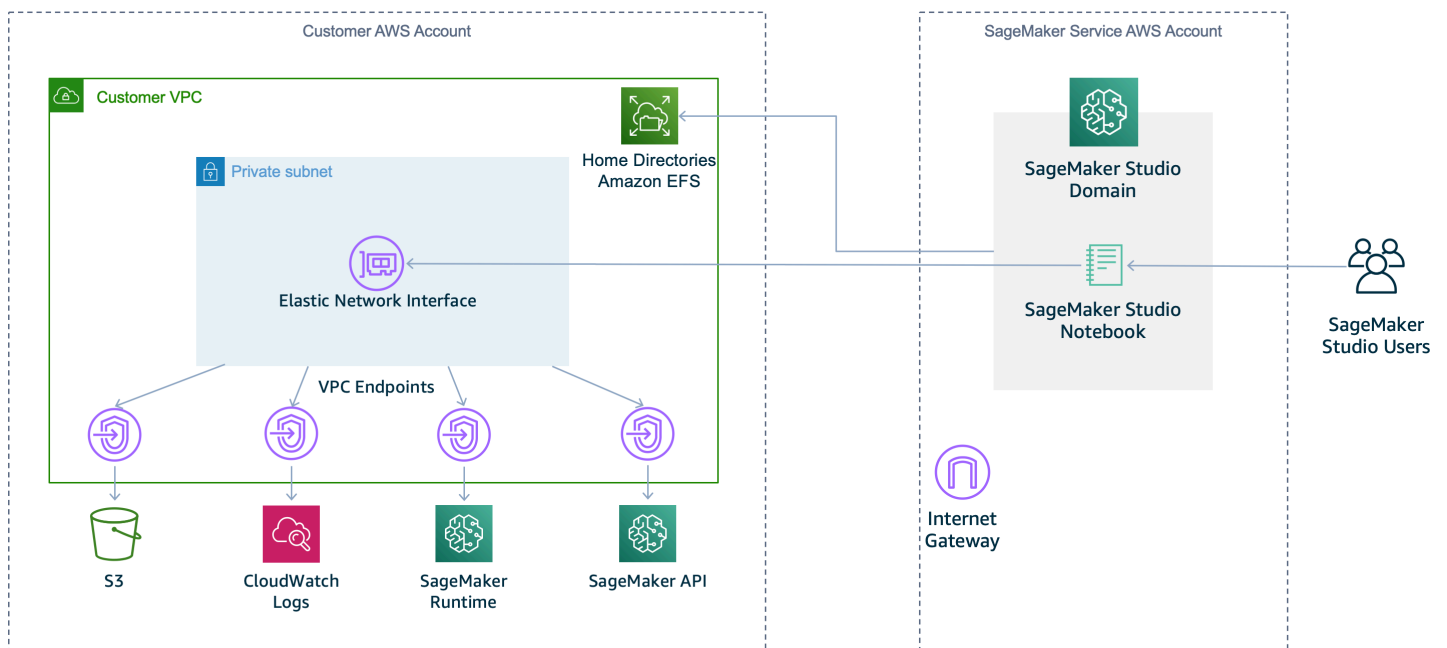 Customer AWS Account
SageMaker Service AWS Account
Customer VPC
Home Directories
Amazon EFS
Private subnet
Elastic Network Interface
VPC Endpoints
S3
CloudWatch
Logs
SageMaker
Runtime
SageMaker API
SageMaker Studio
Domain
SageMaker Studio
Notebook
Internet
Gateway
SageMaker
Studio Users